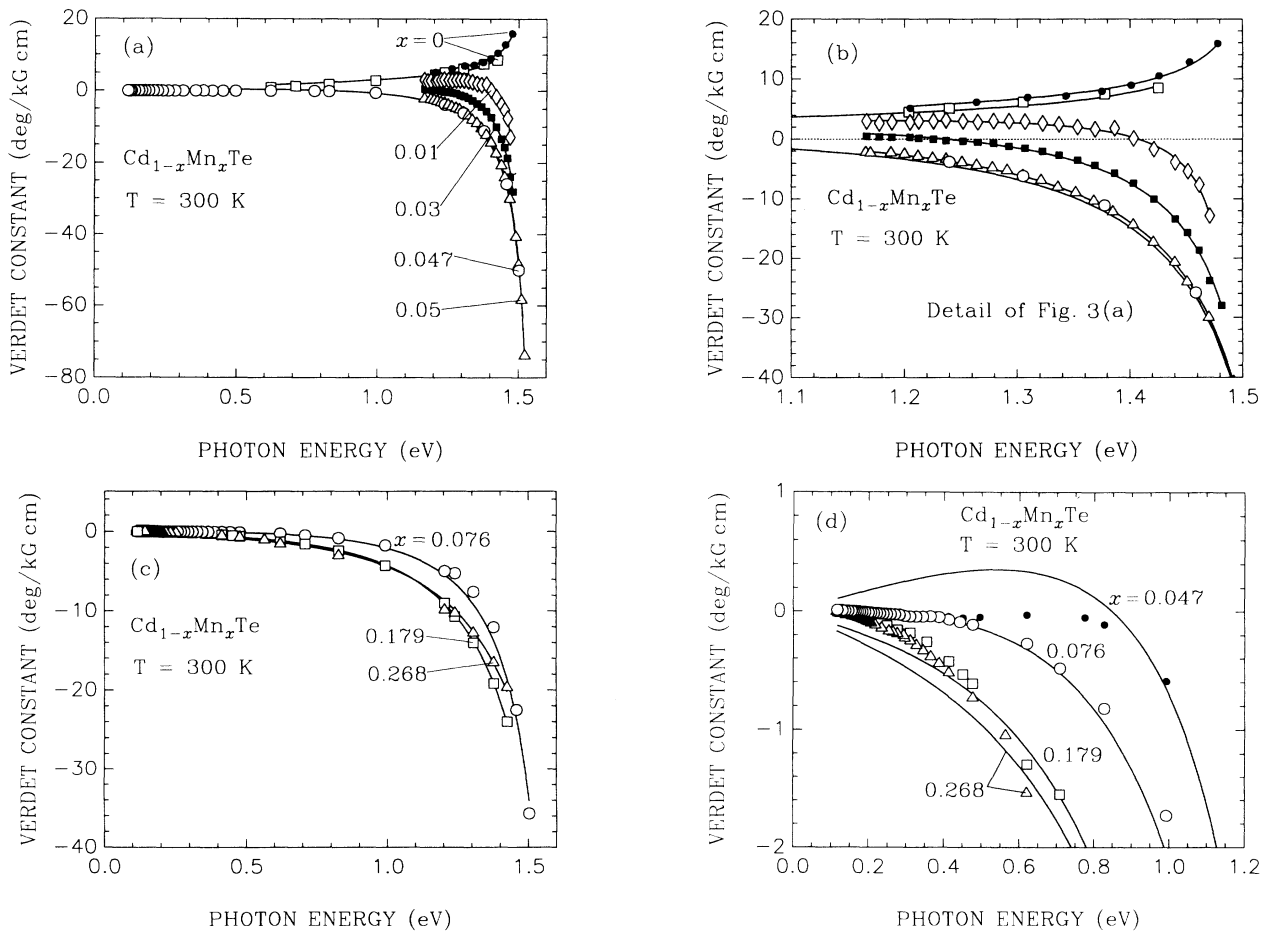 (a)
x=0
0.01
0.03
0.047
0.05
Cd1−xMnxTe
T = 300 K
20
0
−20
−40
−60
−80
0.0 0.5 1.0 1.5
VERDET CONSTANT (deg/kG cm)
PHOTON ENERGY (eV)
(b)
Cd1−xMnxTe
T = 300 K
Detail of Fig. 3(a)
20
10
0
−10
−20
−30
−40
1.1 1.2 1.3 1.4 1.5
VERDET CONSTANT (deg/kG cm)
PHOTON ENERGY (eV)
(c)
x=0.076
0.179
0.268
Cd1−xMnxTe
T = 300 K
0
−10
−20
−30
−40
0.0 0.5 1.0 1.5
VERDET CONSTANT (deg/kG cm)
PHOTON ENERGY (eV)
(d)
Cd1−xMnxTe
T = 300 K
x=0.047
0.076
0.179
0.268
1
0
−1
−2
0.0 0.2 0.4 0.6 0.8 1.0 1.2
VERDET CONSTANT (deg/kG cm)
PHOTON ENERGY (eV)